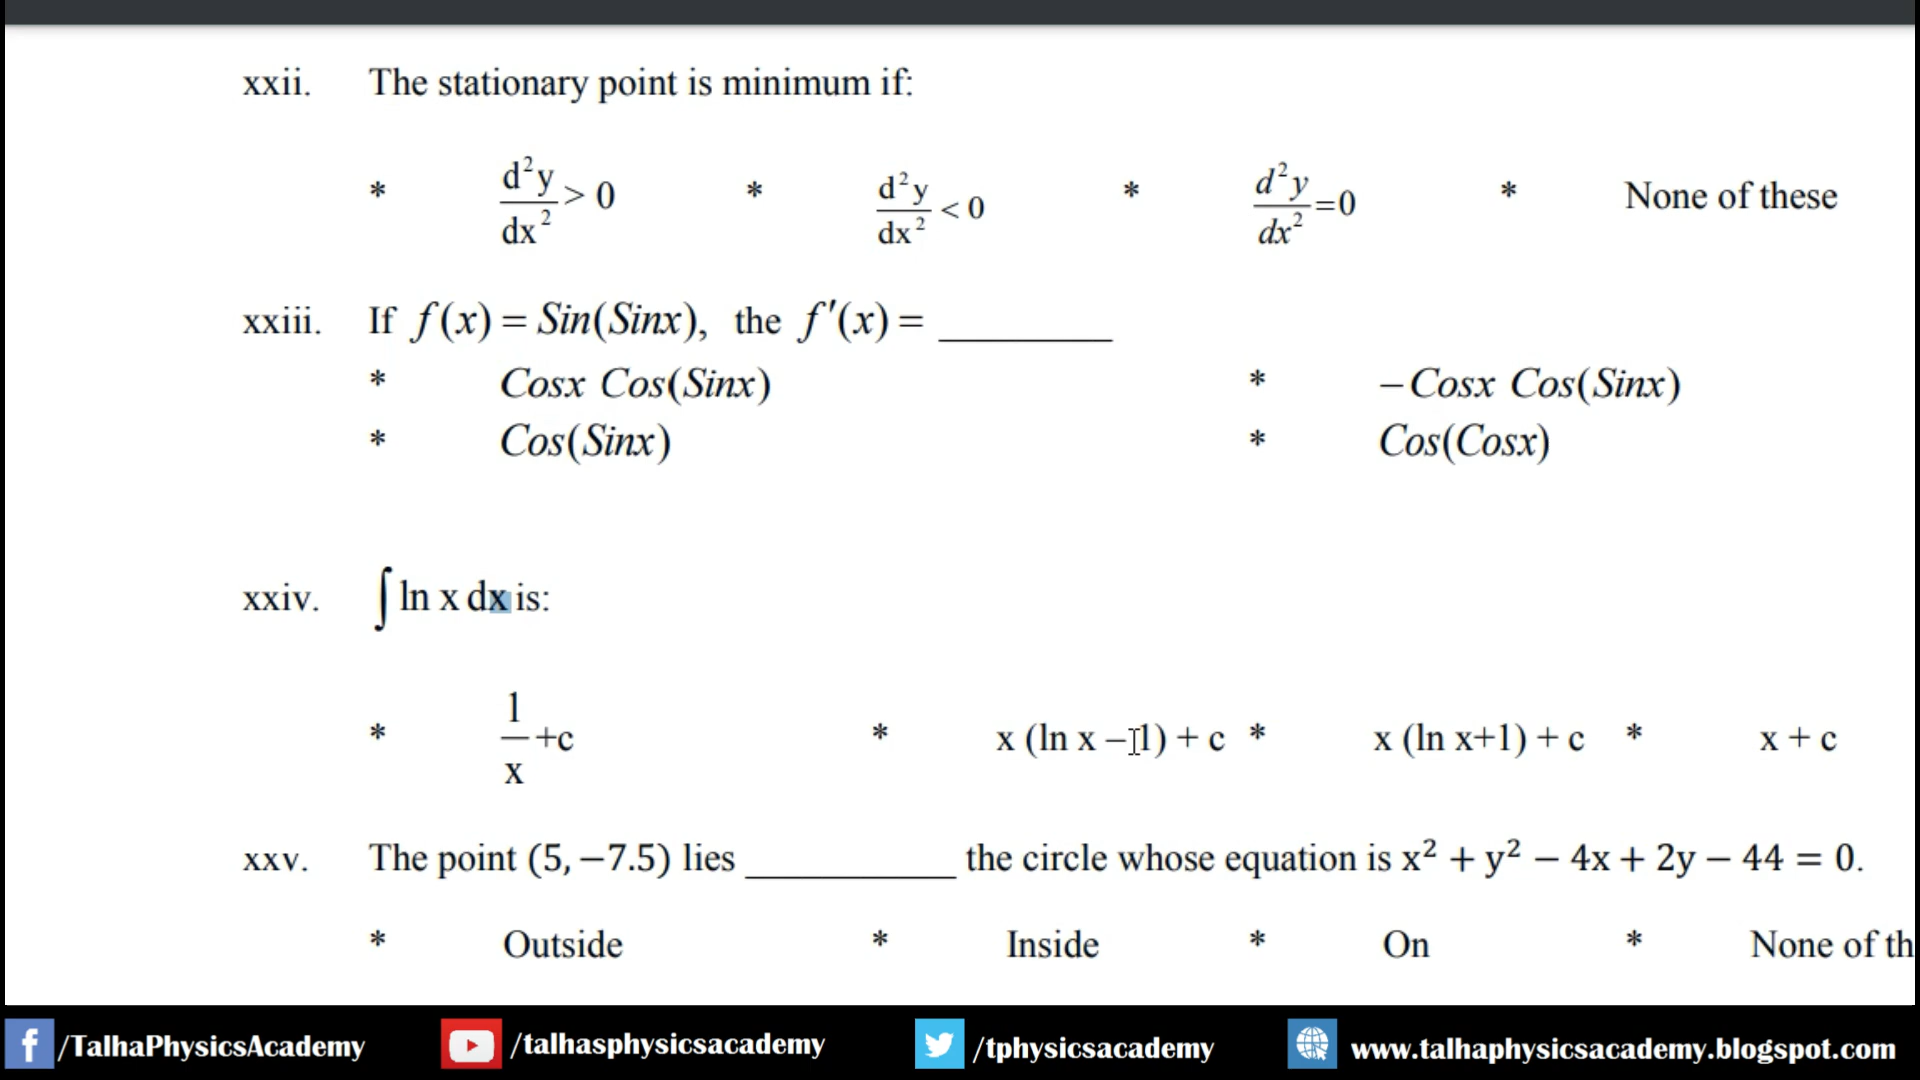 xxii. The stationary point is minimum if:
* d²y/dx² > 0 * d²y/dx² < 0 * d²y/dx² =0 * None of these
xxiii. If f(x) = Sin(Sinx), the f′(x) = _________
* Cosx Cos(Sinx) * −Cosx Cos(Sinx)
* Cos(Sinx) * Cos(Cosx)
xxiv. ∫ ln x dx is:
* 1/x +c * x (ln x – 1) + c * x (ln x+1) + c * x + c
xxv. The point (5, −7.5) lies ___________ the circle whose equation is x² + y² − 4x + 2y − 44 = 0.
* Outside * Inside * On * None of th
/TalhaPhysicsAcademy /talhasphysicsacademy /tphysicsacademy www.talhaphysicsacademy.blogspot.com